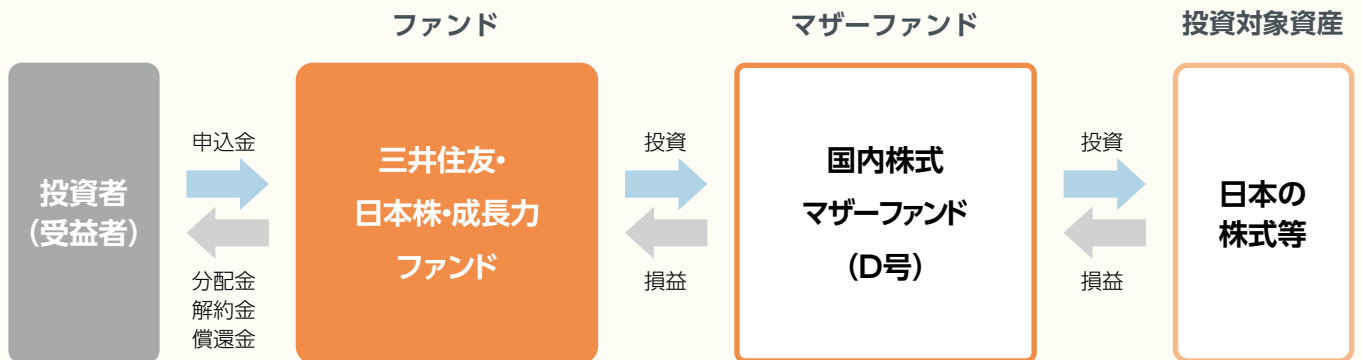 ファンド
マザーファンド
投資対象資産
投資者
(受益者)
申込金
分配金
解約金
償還金
三井住友・
日本株・成長力
ファンド
投資
損益
国内株式
マザーファンド
(D号)
投資
損益
日本の
株式等